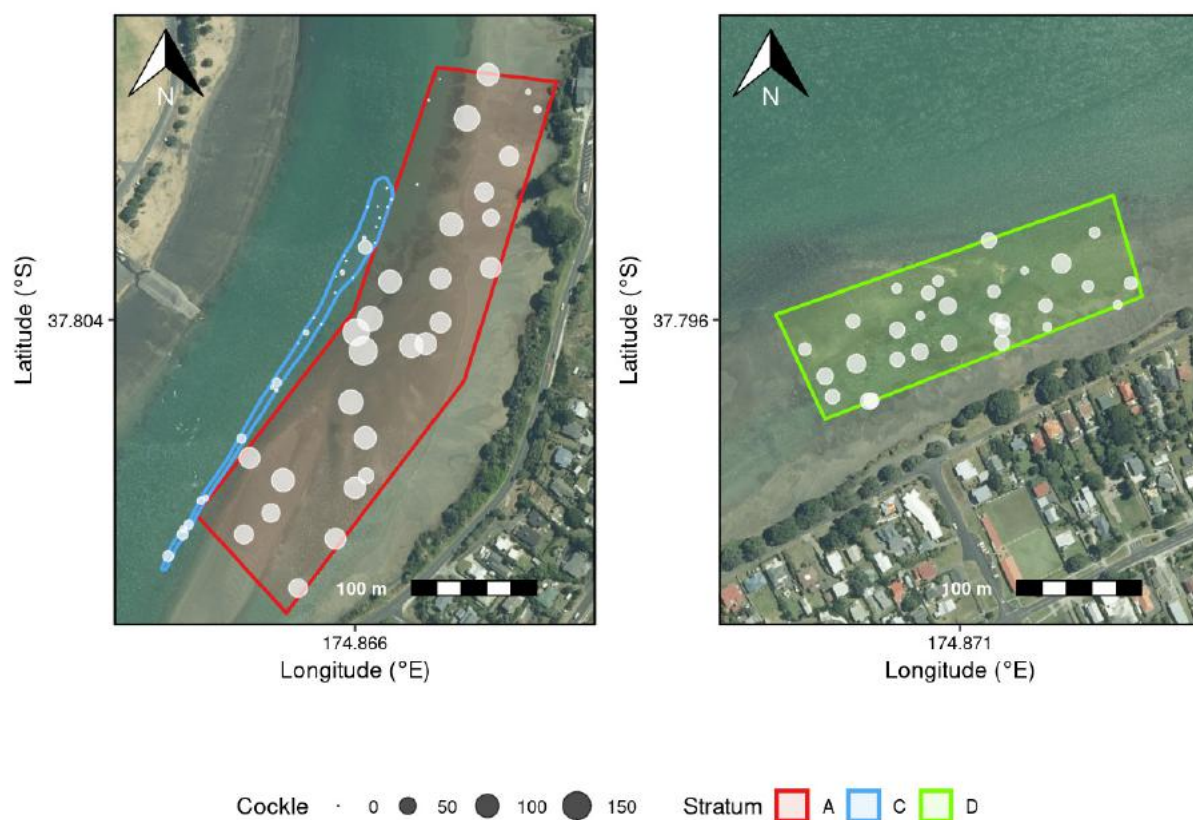 N
N
Latitude (°S)
37.804
100 m
174.866
Longitude (°E)
Latitude (°S)
37.796
100 m
174.871
Longitude (°E)
Cockle 0 50 100 150 Stratum A C D